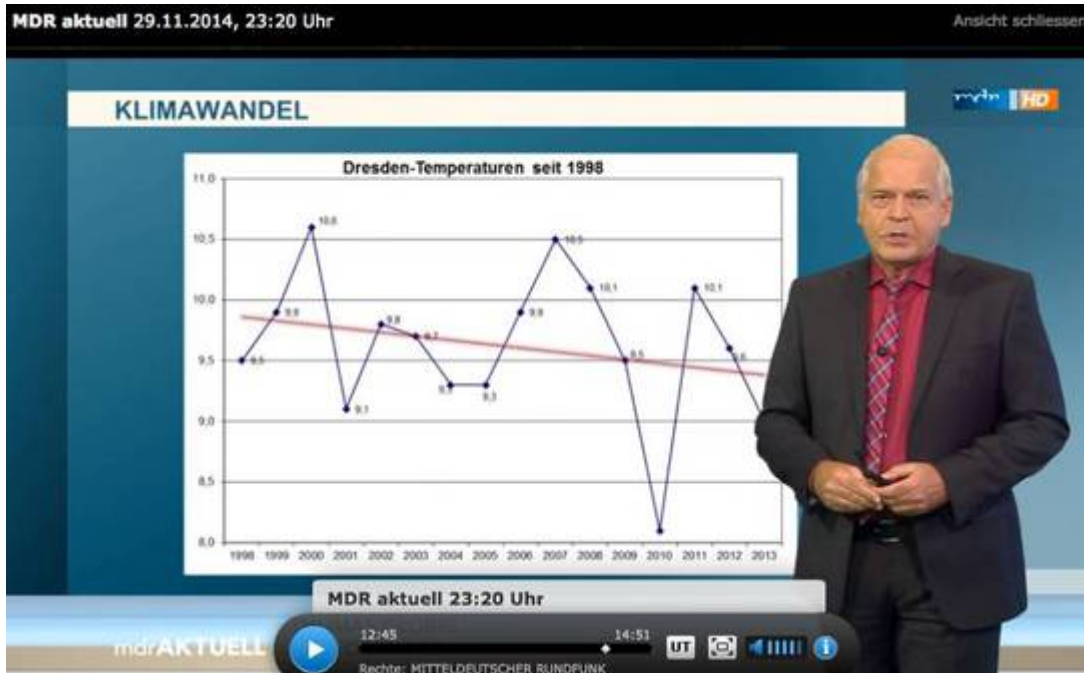 MDR aktuell 29.11.2014, 23:20 Uhr
Ansicht schliessen
KLIMAWANDEL
mdr HD
Dresden-Temperaturen seit 1998
11,0
10,5
10,0
9,5
9,0
8,5
8,0
9,5
9,9
10,6
9,1
9,8
9,7
9,3
9,3
9,9
10,5
10,1
9,5
10,1
9,6
1998 1999 2000 2001 2002 2003 2004 2005 2006 2007 2008 2009 2010 2011 2012 2013
MDR aktuell 23:20 Uhr
mdrAKTUELL
12:45
14:51
UT
Rechte: MITTELDEUTSCHER RUNDFUNK